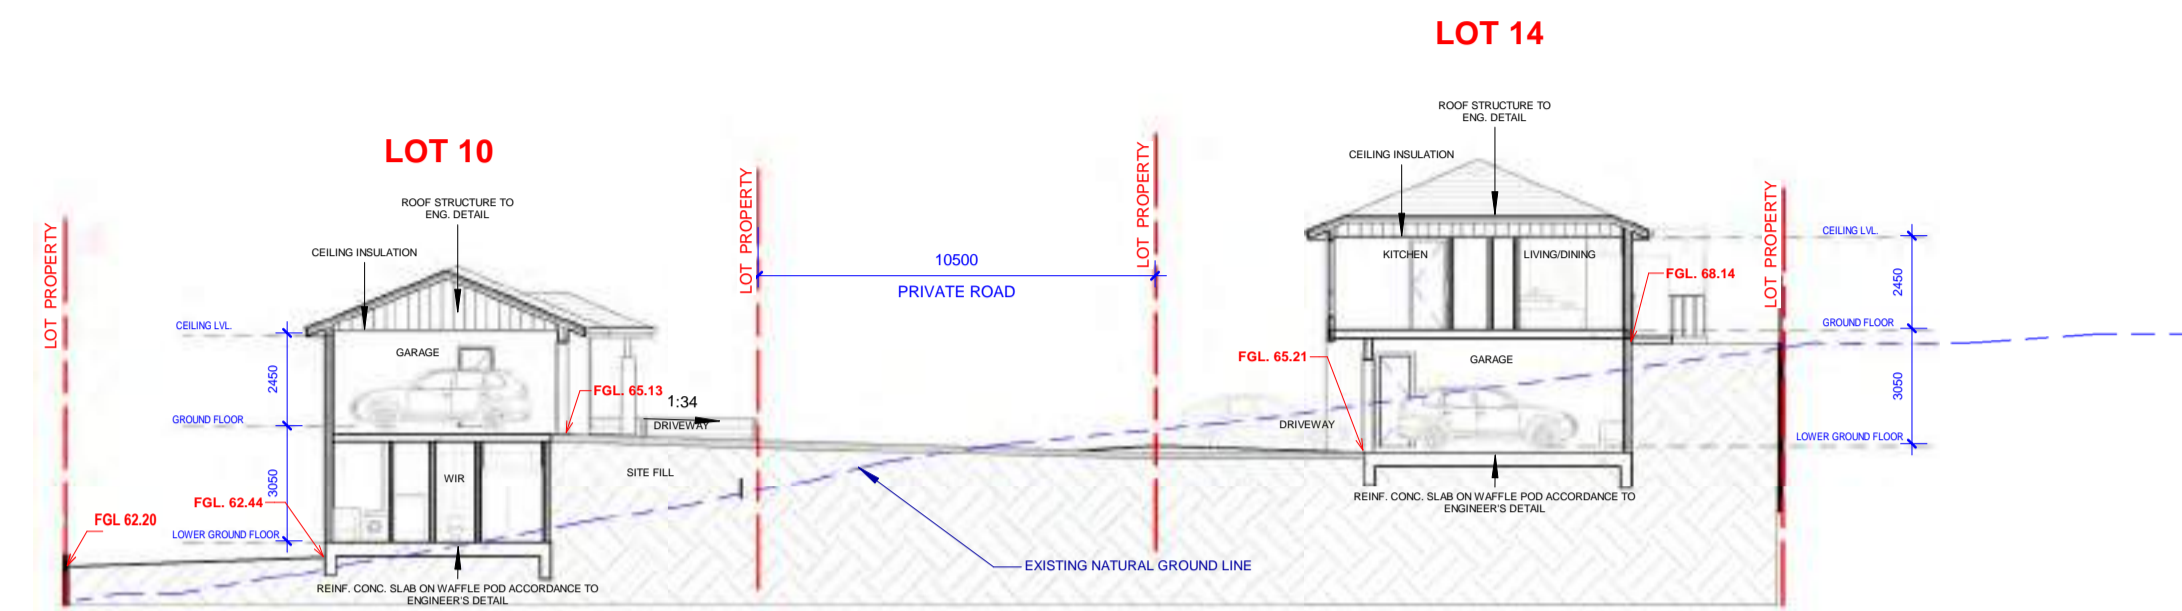 LOT 14
ROOF STRUCTURE TO
ENG. DETAIL
LOT 10
CEILING INSULATION
LOT PROPERTY
LOT PROPERTY
LOT PROPERTY
LOT PROPERTY
ROOF STRUCTURE TO
ENG. DETAIL
CEILING INSULATION
CEILING LVL.
10500
PRIVATE ROAD
KITCHEN
LIVING/DINING
FGL. 68.14
2450
CEILING LVL.
GROUND FLOOR
GARAGE
FGL. 65.21
GARAGE
2450
FGL. 65.13
1:34
3050
GROUND FLOOR
DRIVEWAY
DRIVEWAY
LOWER GROUND FLOOR
SITE FILL
WIR
3050
FGL. 62.44
REINF. CONC. SLAB ON WAFFLE POD ACCORDANCE TO
ENGINEER'S DETAIL
FGL 62.20
LOWER GROUND FLOOR
EXISTING NATURAL GROUND LINE
REINF. CONC. SLAB ON WAFFLE POD ACCORDANCE TO
ENGINEER'S DETAIL